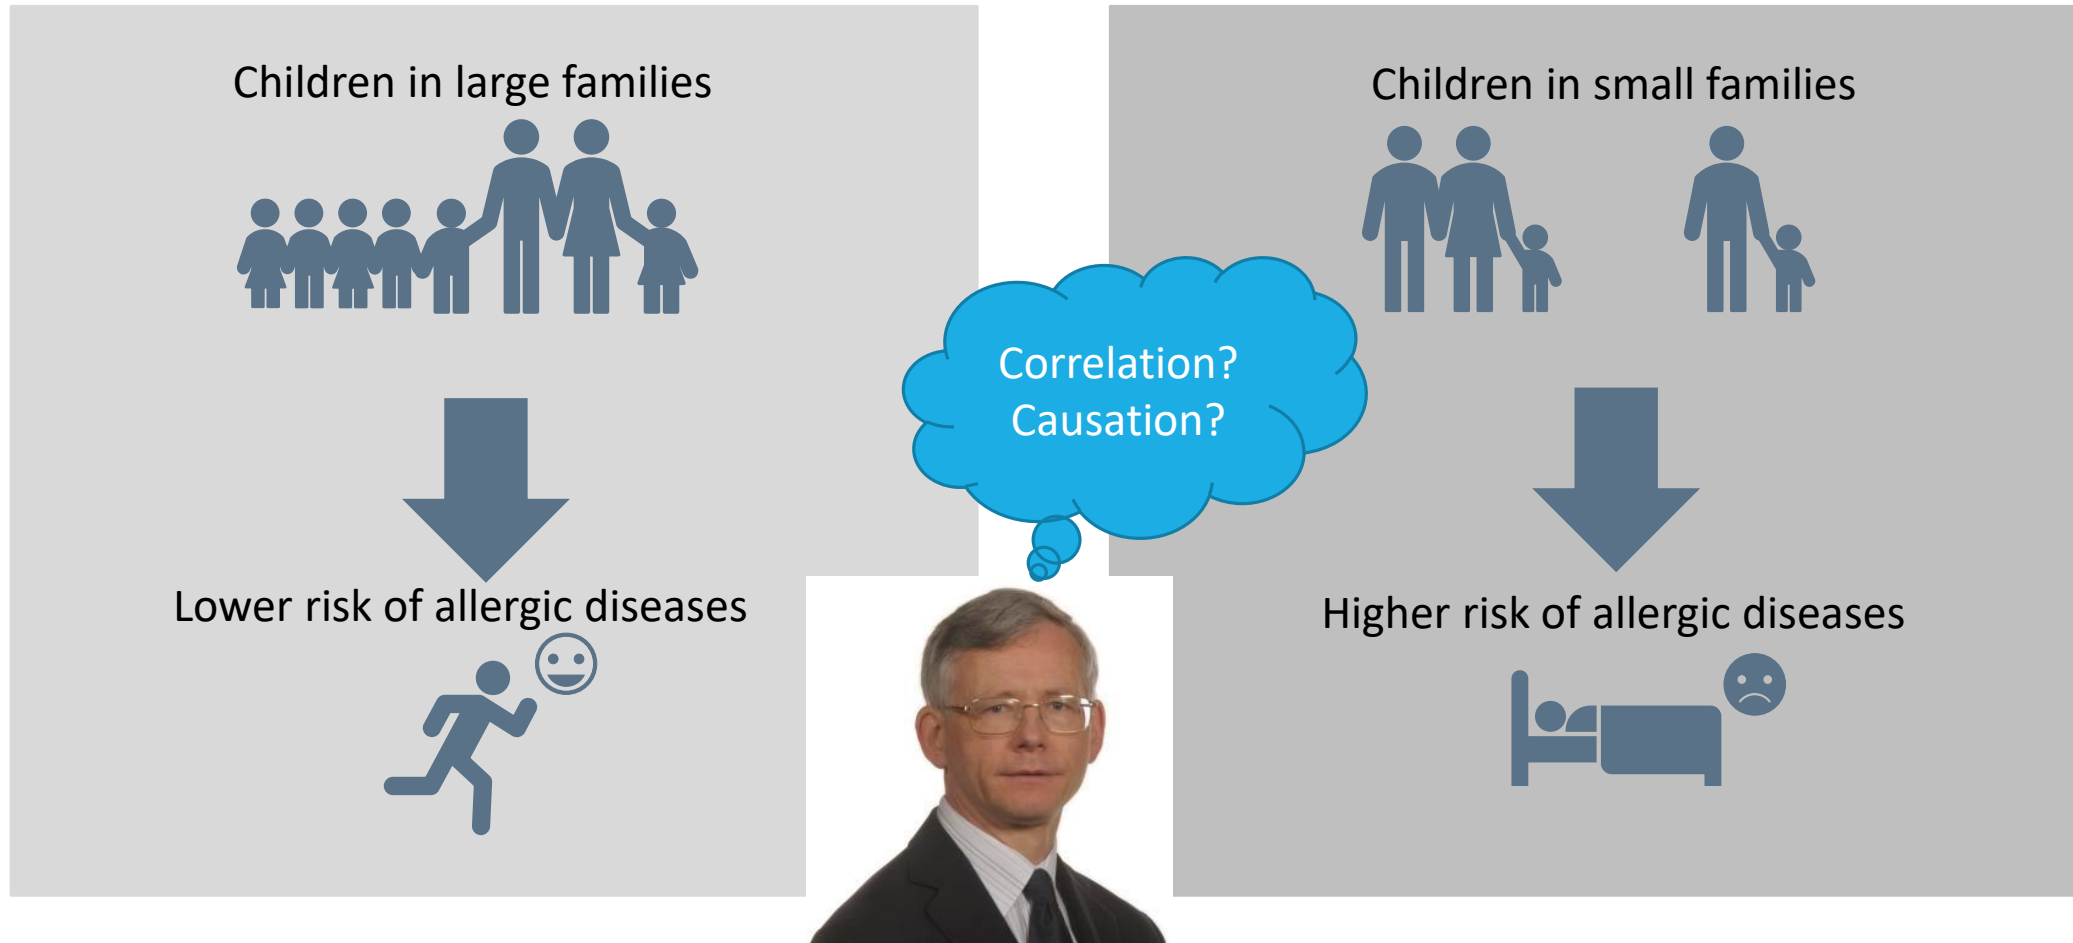 Children in large families
Lower risk of allergic diseases
Correlation?
Causation?
Children in small families
Higher risk of allergic diseases